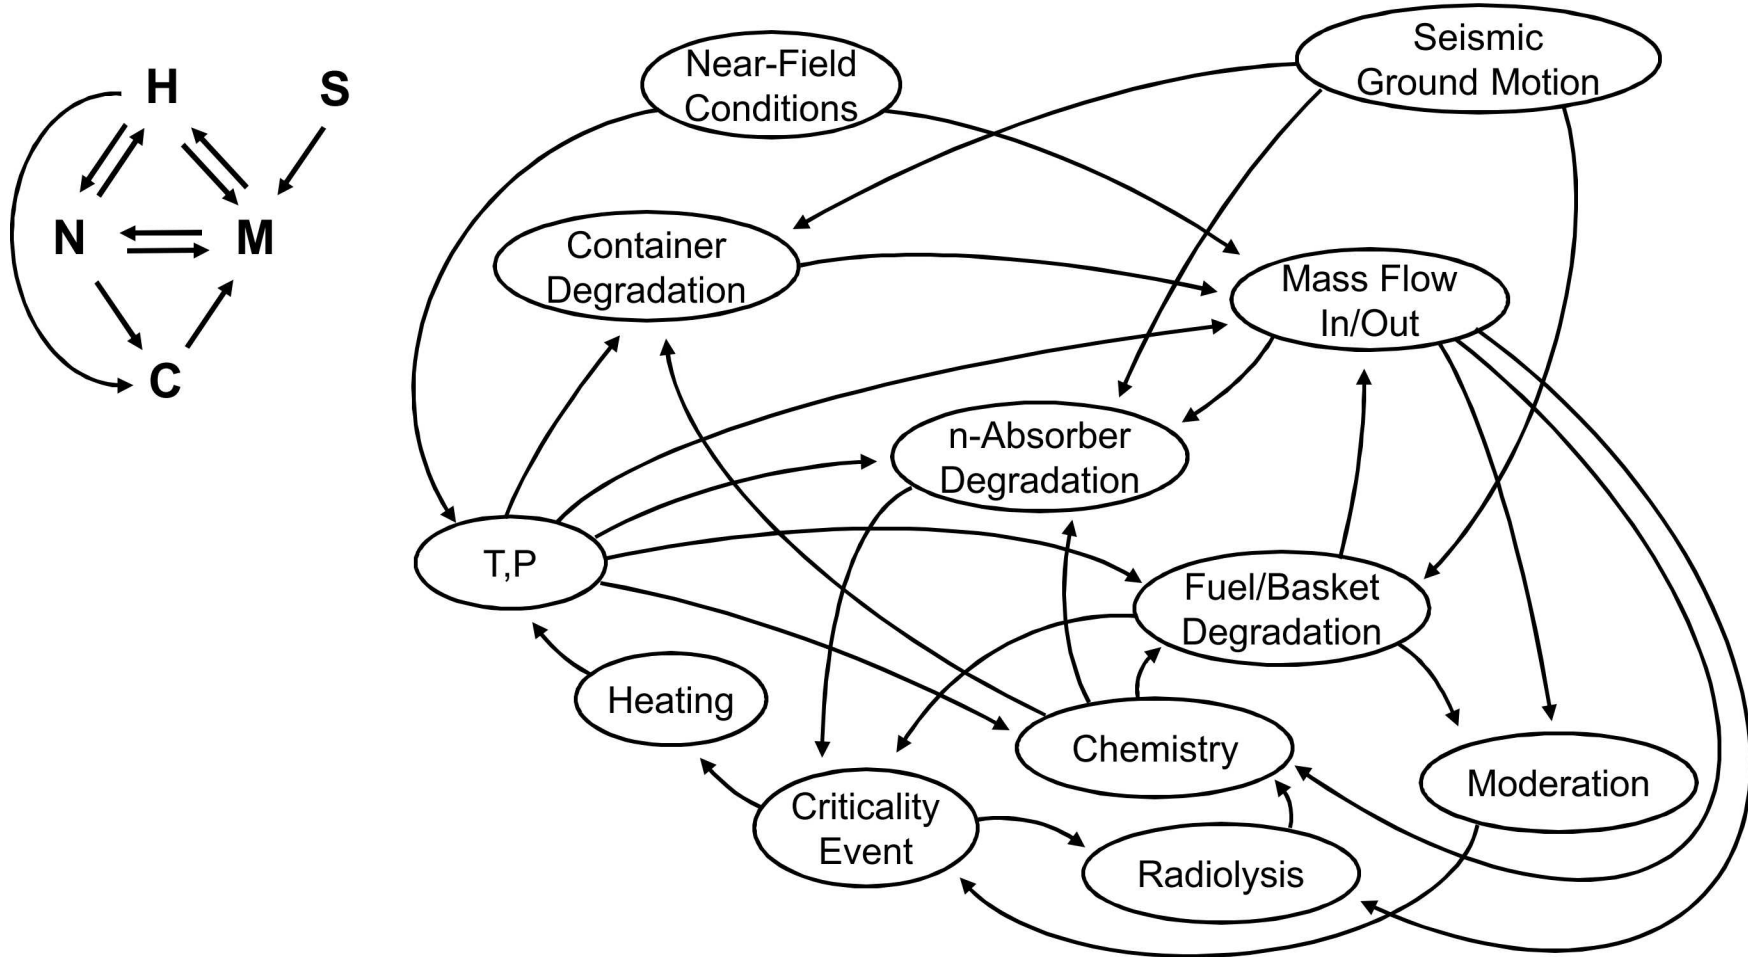 H
S
N
M
C
Near-Field
Conditions
Seismic
Ground Motion
Container
Degradation
Mass Flow
In/Out
n-Absorber
Degradation
T,P
Fuel/Basket
Degradation
Heating
Chemistry
Moderation
Criticality
Event
Radiolysis